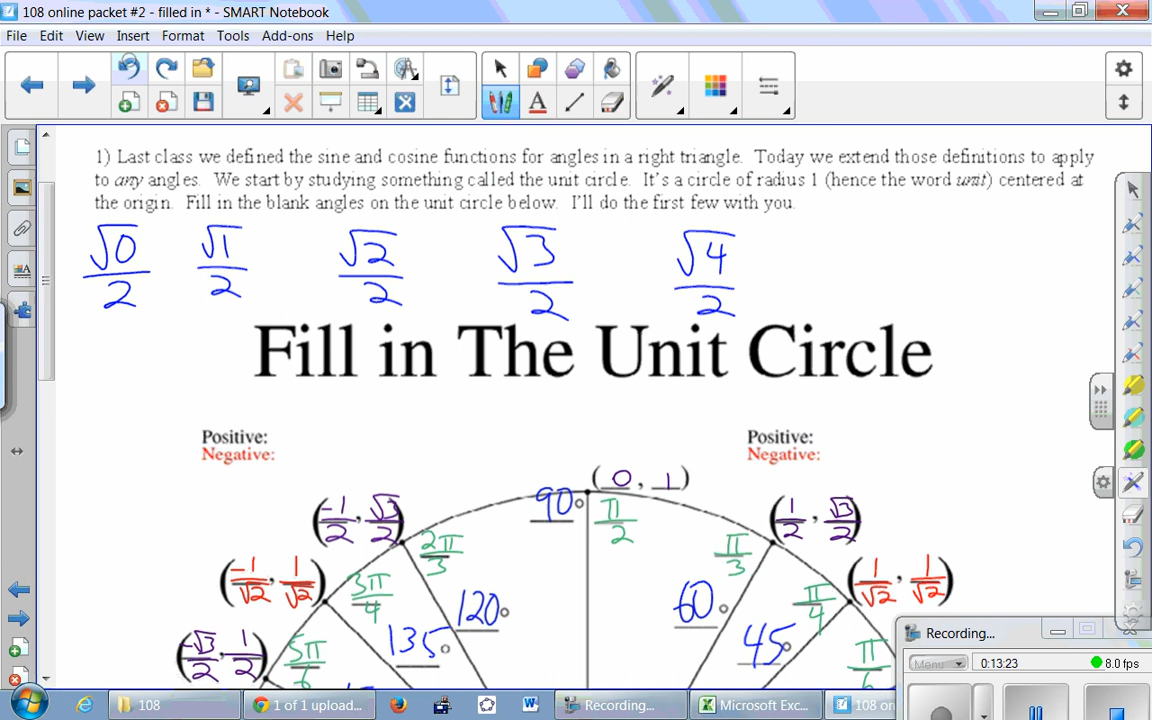 108 online packet #2 - filled in * - SMART Notebook
File Edit View Insert Format Tools Add-ons Help
1) Last class we defined the sine and cosine functions for angles in a right triangle. Today we extend those definitions to apply
to any angles. We start by studying something called the unit circle. It's a circle of radius 1 (hence the word unit) centered at
the origin. Fill in the blank angles on the unit circle below. I'll do the first few with you.
√0/2 √1/2 √2/2 √3/2 √4/2
Fill in The Unit Circle
Positive:
Negative:
Positive:
Negative:
(0, 1)
90° π/2
(-1/2, √3/2) 2π/3
π/3 (1/2, √3/2)
(-1/√2, 1/√2) 3π/4 120°
60° π/4 (1/√2, 1/√2)
(-√3/2, 1/2) 5π/6 135°
45° π
Recording...
Menu 0:13:23 8.0 fps
108 1 of 1 upload... Recording... Microsoft Exc... 108 on